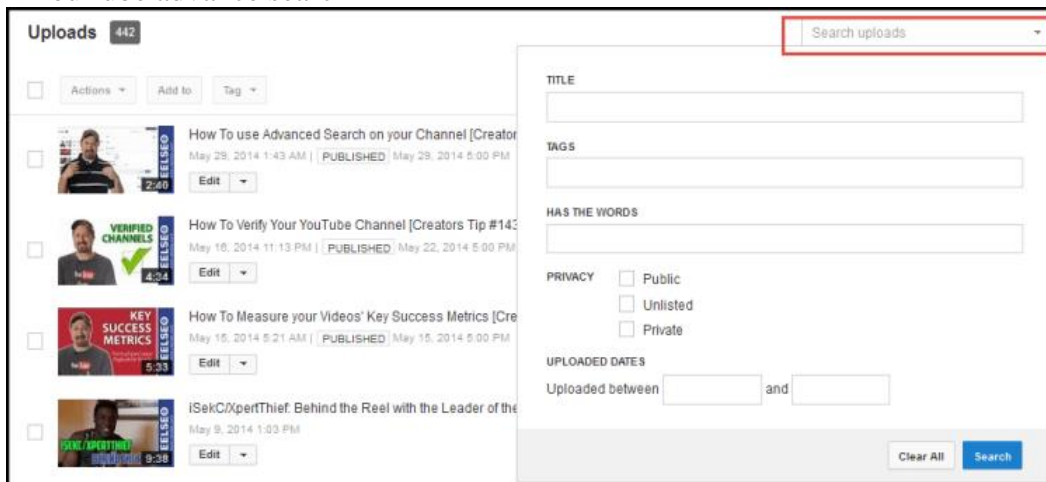 Uploads 442
Search uploads
Actions Add to Tag
How To use Advanced Search on your Channel [Creator
May 29, 2014 1:43 AM | PUBLISHED May 29, 2014 5:00 PM
Edit
2:40
REELSEO
How To Verify Your YouTube Channel [Creators Tip #143
May 16, 2014 11:13 PM | PUBLISHED May 22, 2014 5:00 PM
Edit
VERIFIED
CHANNELS
4:34
EELSEO
How To Measure your Videos' Key Success Metrics [Cre
May 15, 2014 5:21 AM | PUBLISHED May 15, 2014 5:00 PM
Edit
KEY
SUCCESS
METRICS
5:33
EELSEO
iSekC/XpertThief: Behind the Reel with the Leader of the
May 9, 2014 1:03 PM
Edit
ISEKC/XPERTTHIEF
9:38
EELSEO
TITLE
TAGS
HAS THE WORDS
PRIVACY Public
Unlisted
Private
UPLOADED DATES
Uploaded between and
Clear All Search